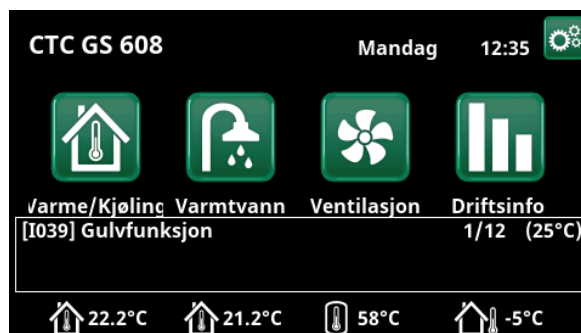 CTC GS 608 Mandag 12:35
Varme/Kjøling Varmtvann Ventilasjon Driftsinfo
[I039] Gulvfunksjon 1/12 (25°C)
22.2°C 21.2°C 58°C -5°C